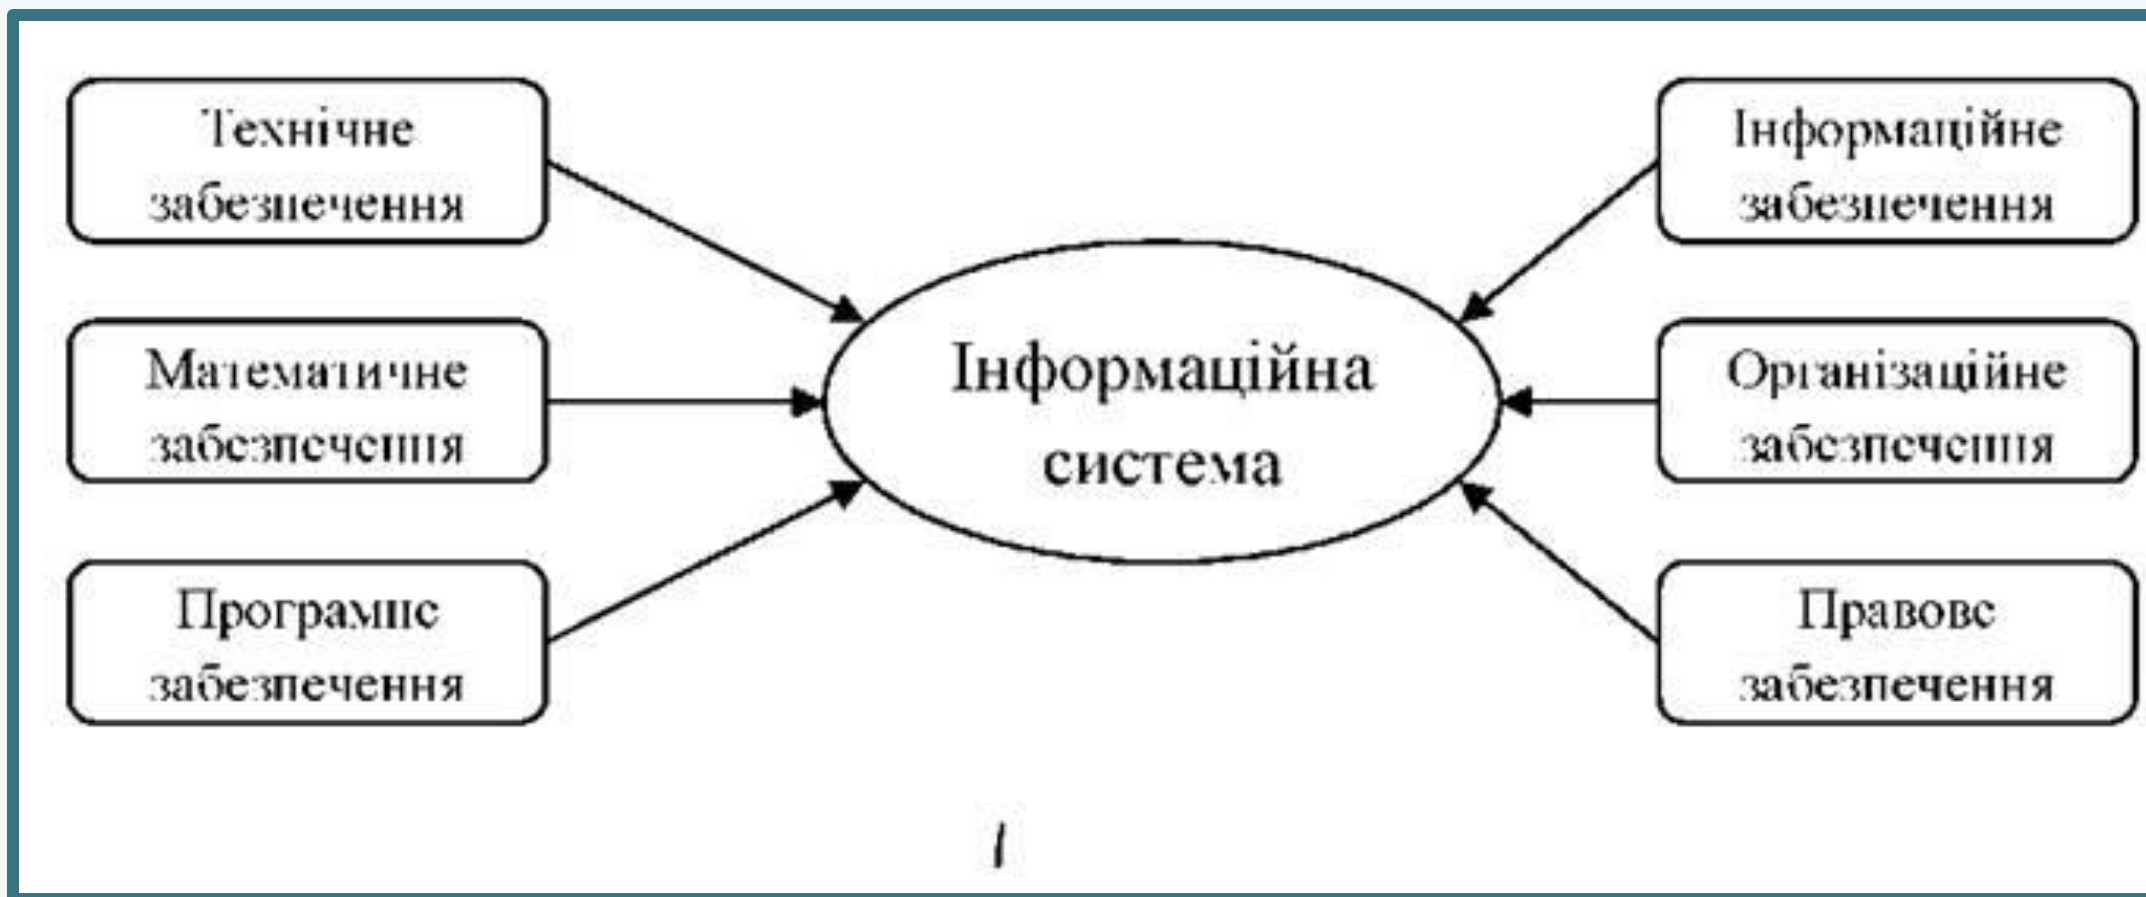 Технічне
забезпечення
Математичне
забезпечення
Програмне
забезпечення
Інформаційна
система
Інформаційне
забезпечення
Організаційне
забезпечення
Правове
забезпечення